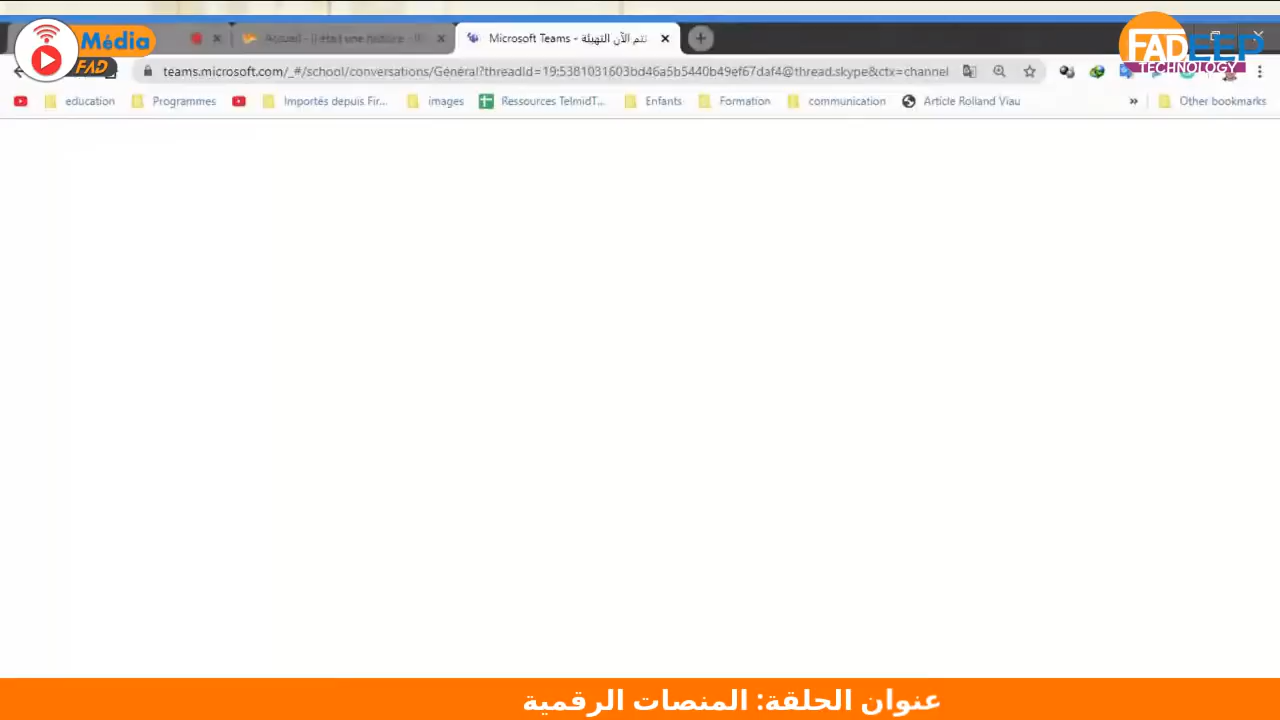 Média
FAD
Accueil - Il était une histoire - Il
Microsoft Teams - تتم الآن التهيئة
FADEEP
TECHNOLOGY
teams.microsoft.com/_#/school/conversations/Général?threadId=19:5381031603bd46a5b5440b49ef67daf4@thread.skype&ctx=channel
education
Programmes
Importés depuis Fir...
images
Ressources TelmidT...
Enfants
Formation
communication
Article Rolland Viau
»
Other bookmarks
عنوان الحلقة: المنصات الرقمية